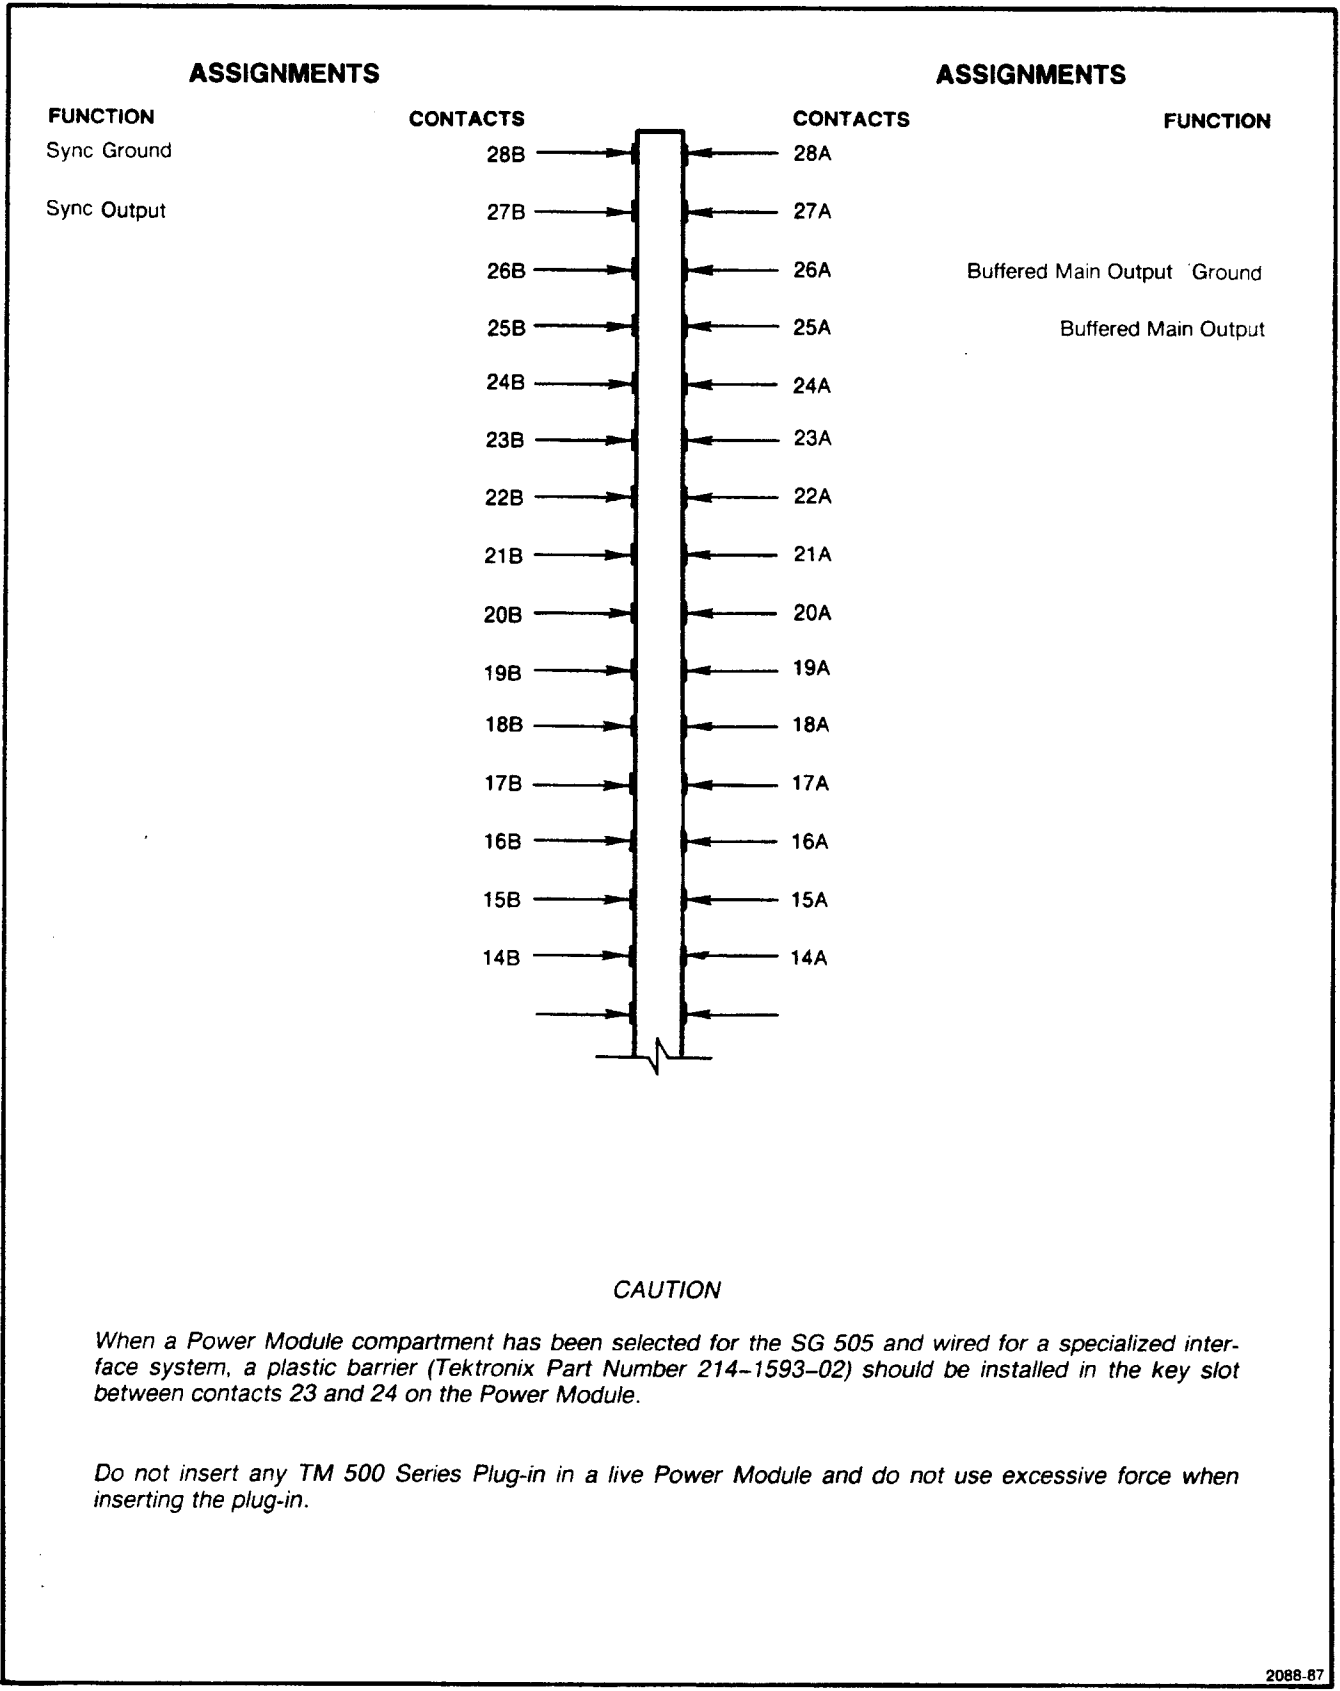 ASSIGNMENTS ASSIGNMENTS
FUNCTION CONTACTS CONTACTS FUNCTION
Sync Ground 28B 28A
Sync Output 27B 27A
26B 26A Buffered Main Output Ground
25B 25A Buffered Main Output
24B 24A
23B 23A
22B 22A
21B 21A
20B 20A
19B 19A
18B 18A
17B 17A
16B 16A
15B 15A
14B 14A
CAUTION
When a Power Module compartment has been selected for the SG 505 and wired for a specialized inter-
face system, a plastic barrier (Tektronix Part Number 214–1593–02) should be installed in the key slot
between contacts 23 and 24 on the Power Module.
Do not insert any TM 500 Series Plug-in in a live Power Module and do not use excessive force when
inserting the plug-in.
2088-87